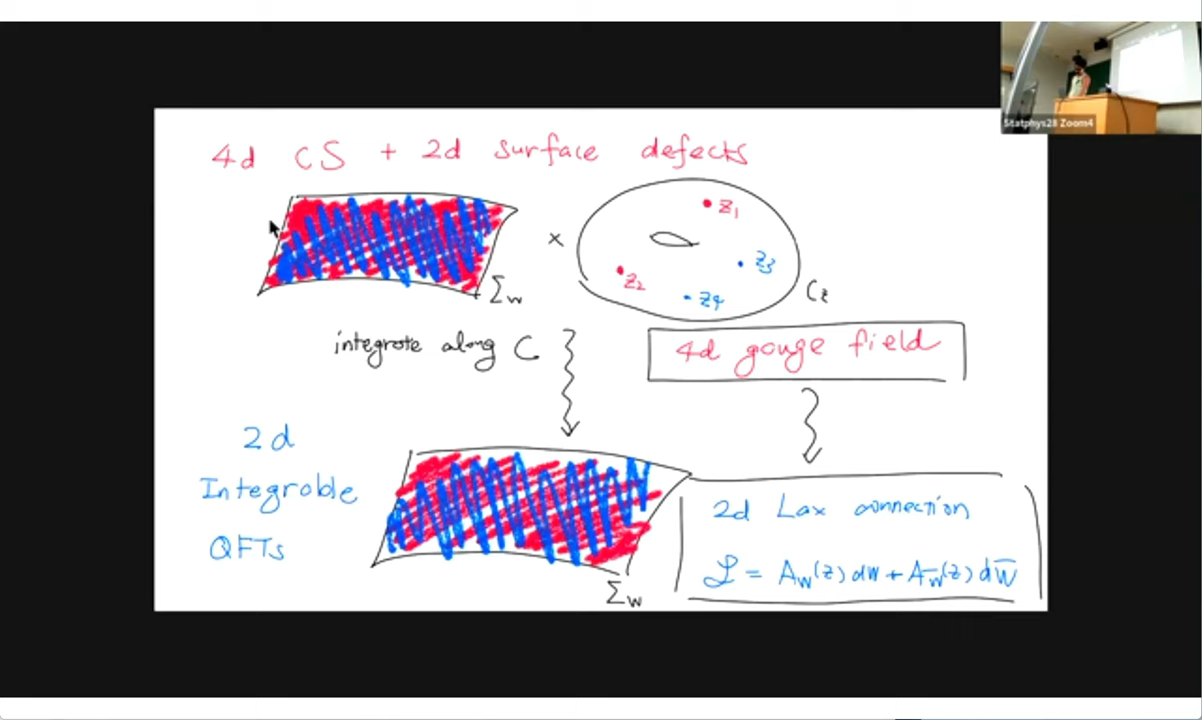 4d CS + 2d surface defects
Σw
×
z1
z2
z3
z4
Cz
integrate along C
4d gauge field
2d
Integrable
QFTs
Σw
2d Lax connection
ℒ = Aw(z) dw + Aw̄(z) dw̄
Statphys28 Zoom4